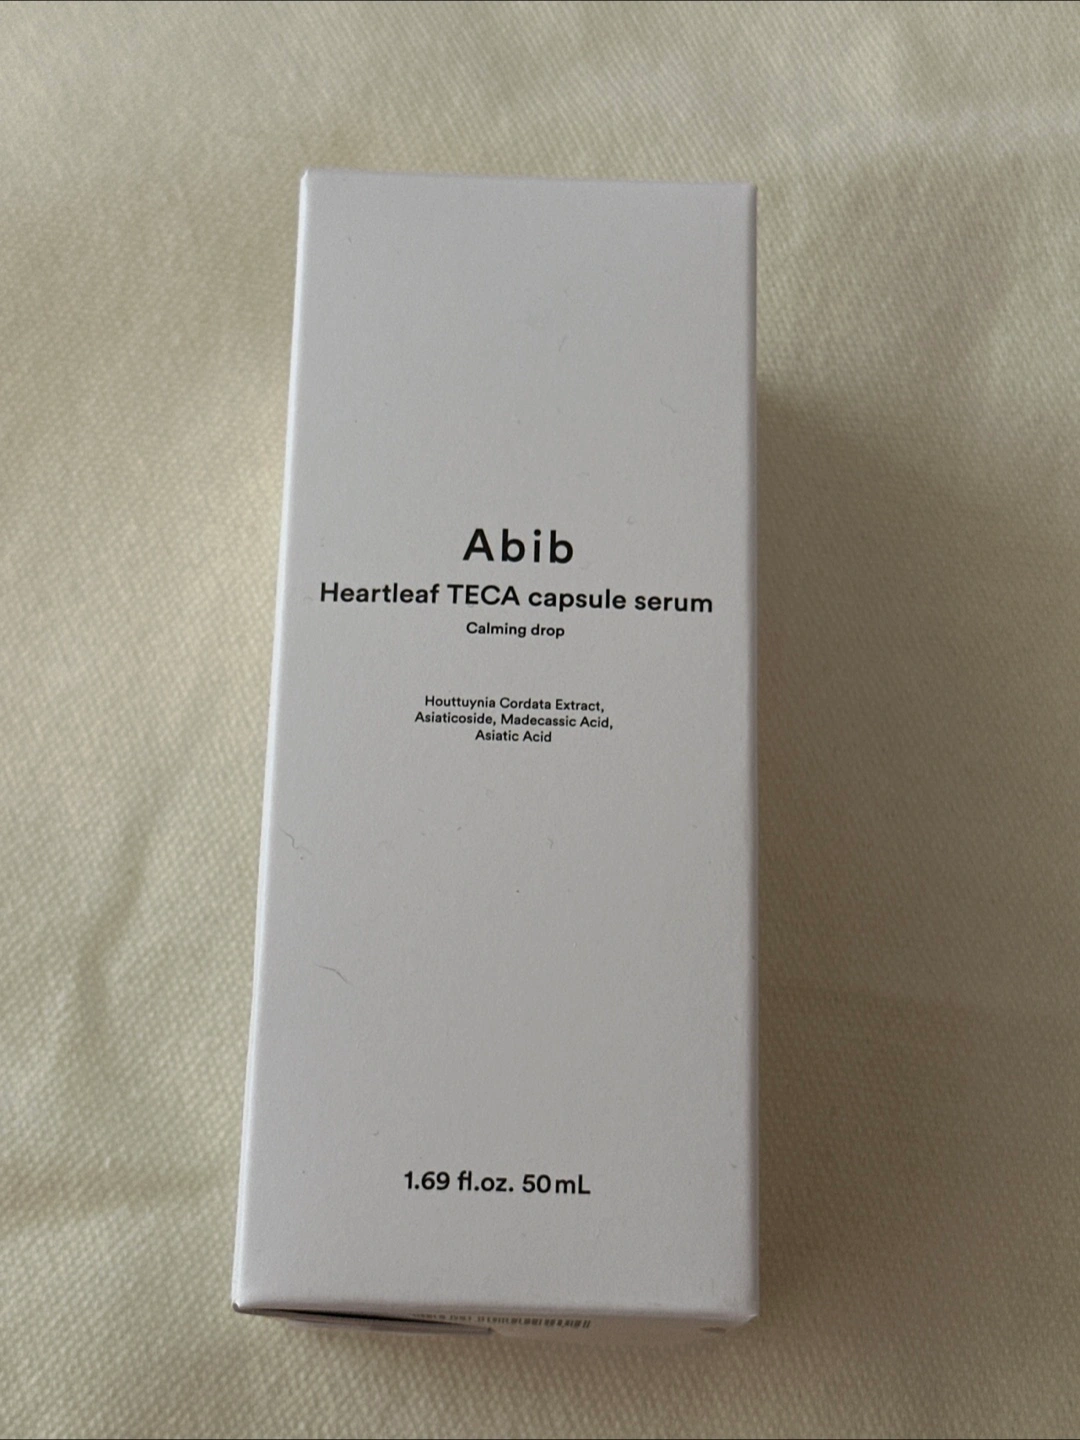 Abib
Heartleaf TECA capsule serum
Calming drop
Houttuynia Cordata Extract,
Asiaticoside, Madecassic Acid,
Asiatic Acid
1.69 fl.oz. 50mL